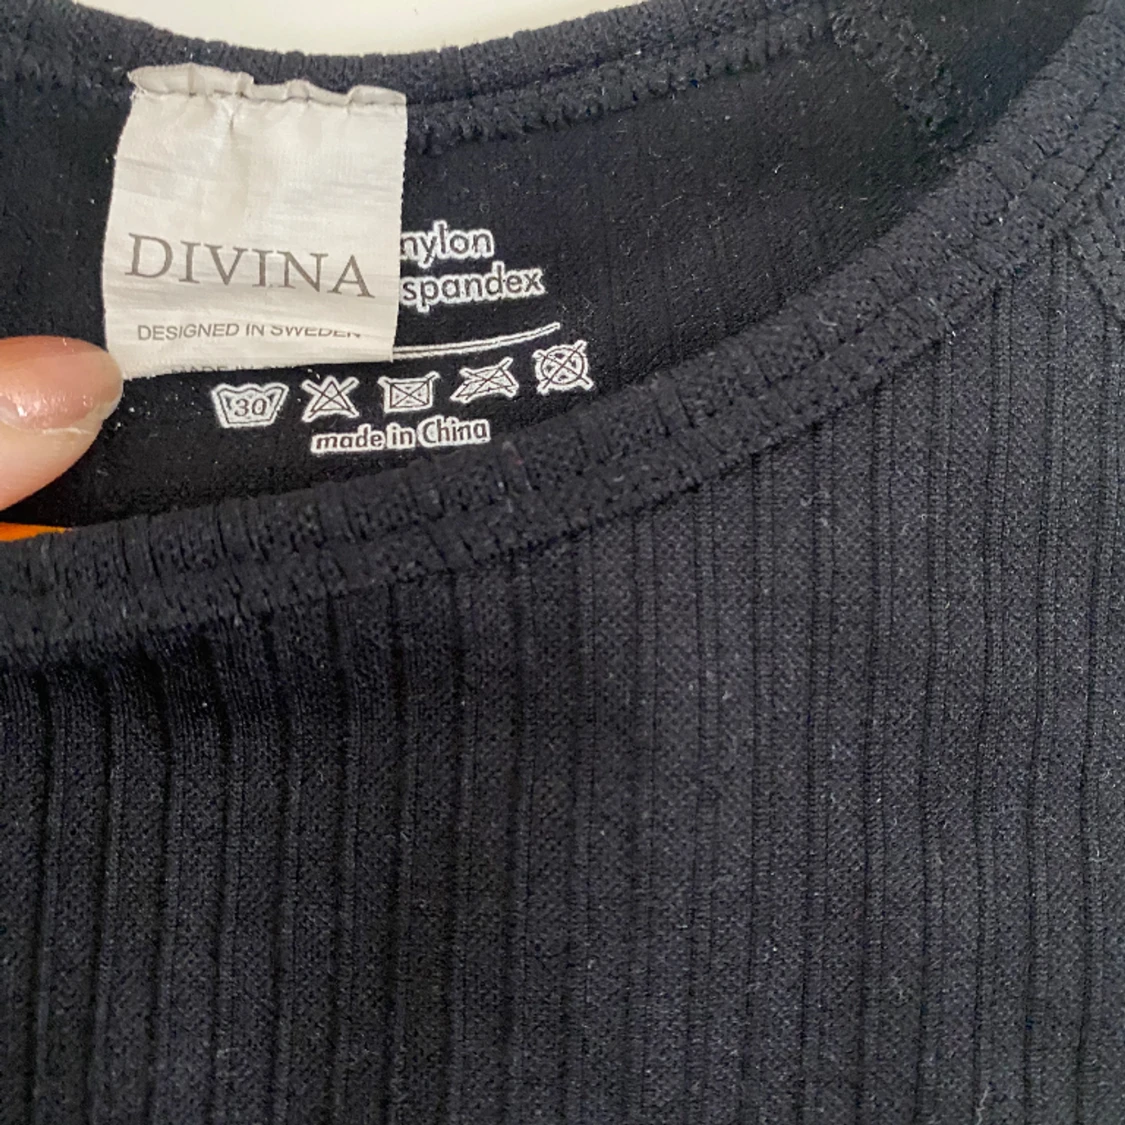 DIVINA
DESIGNED IN SWEDEN
nylon
spandex
30
made in China